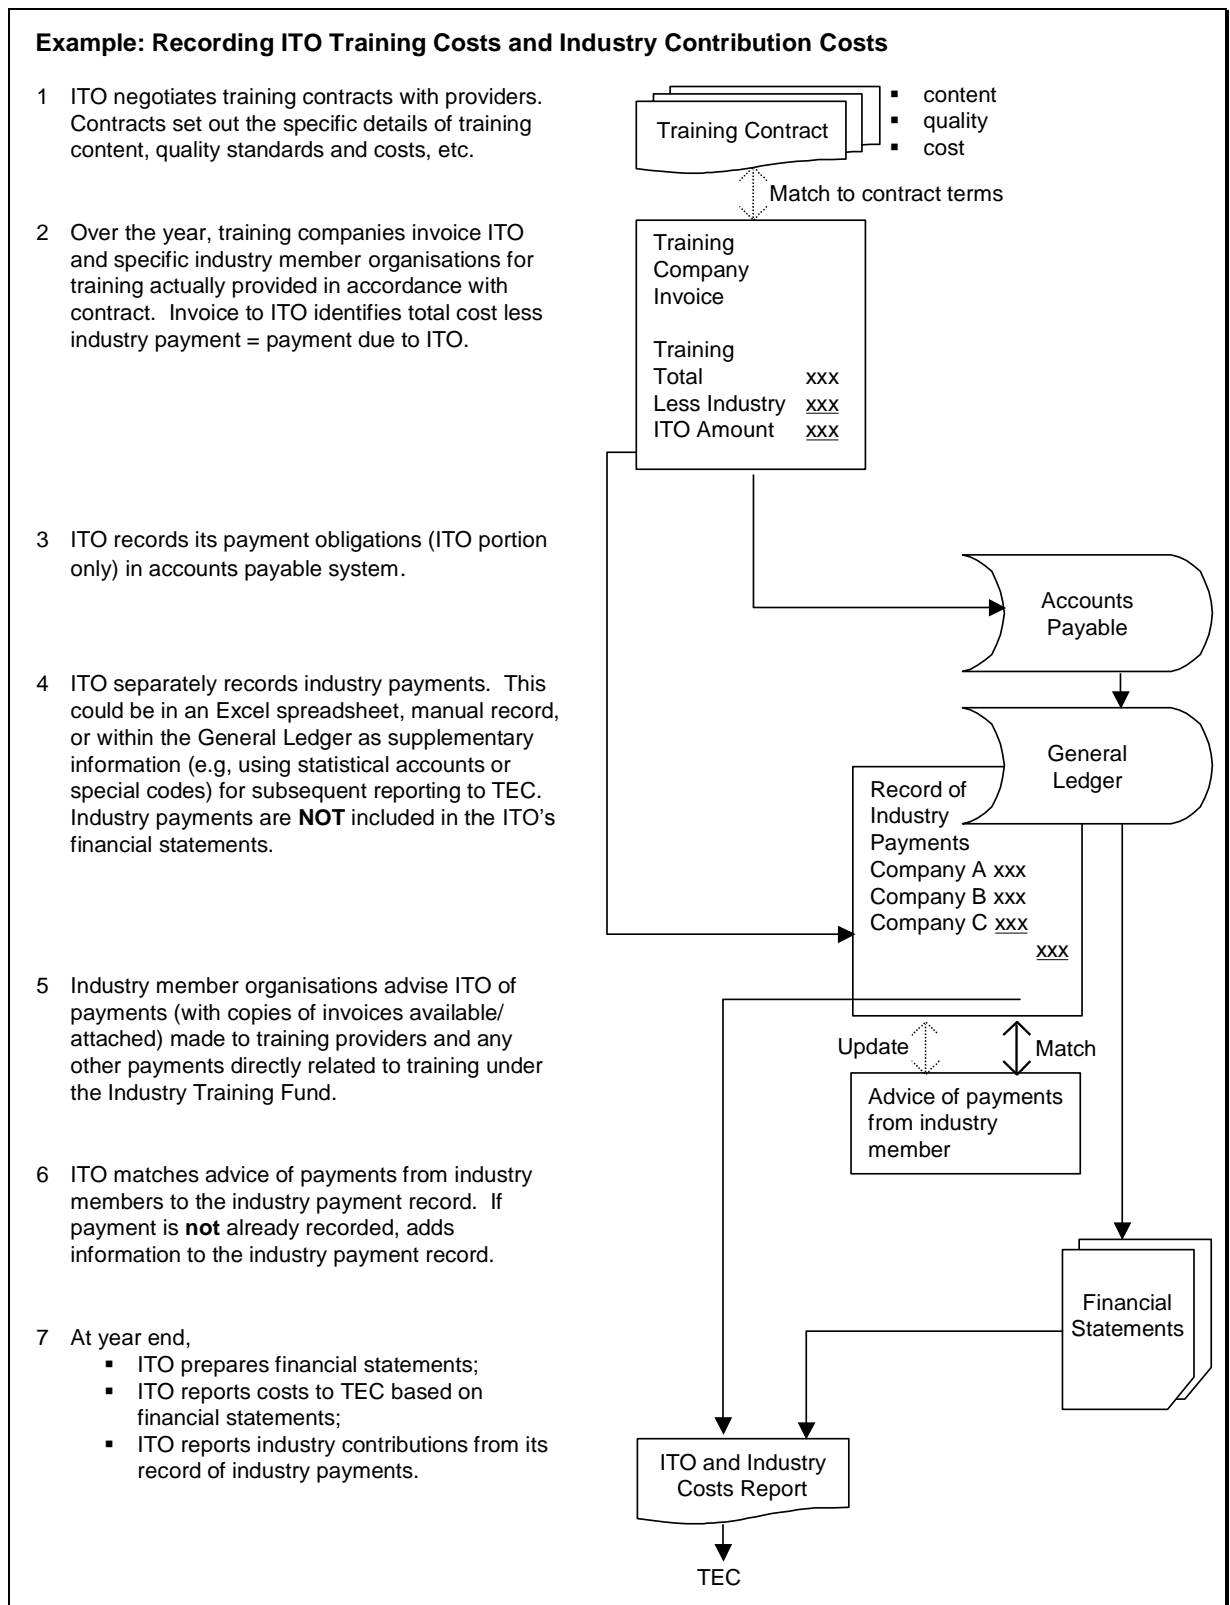 Example: Recording ITO Training Costs and Industry Contribution Costs
1 ITO negotiates training contracts with providers.
Contracts set out the specific details of training
content, quality standards and costs, etc.
Training Contract
▪ content
▪ quality
▪ cost
Match to contract terms
2 Over the year, training companies invoice ITO
and specific industry member organisations for
training actually provided in accordance with
contract. Invoice to ITO identifies total cost less
industry payment = payment due to ITO.
Training
Company
Invoice
Training
Total xxx
Less Industry xxx
ITO Amount xxx
3 ITO records its payment obligations (ITO portion
only) in accounts payable system.
Accounts
Payable
4 ITO separately records industry payments. This
could be in an Excel spreadsheet, manual record,
or within the General Ledger as supplementary
information (e.g, using statistical accounts or
special codes) for subsequent reporting to TEC.
Industry payments are NOT included in the ITO's
financial statements.
General
Ledger
Record of
Industry
Payments
Company A xxx
Company B xxx
Company C xxx
xxx
5 Industry member organisations advise ITO of
payments (with copies of invoices available/
attached) made to training providers and any
other payments directly related to training under
the Industry Training Fund.
Update
Match
Advice of payments
from industry
member
6 ITO matches advice of payments from industry
members to the industry payment record. If
payment is not already recorded, adds
information to the industry payment record.
Financial
Statements
7 At year end,
▪ ITO prepares financial statements;
▪ ITO reports costs to TEC based on
financial statements;
▪ ITO reports industry contributions from its
record of industry payments.
ITO and Industry
Costs Report
TEC